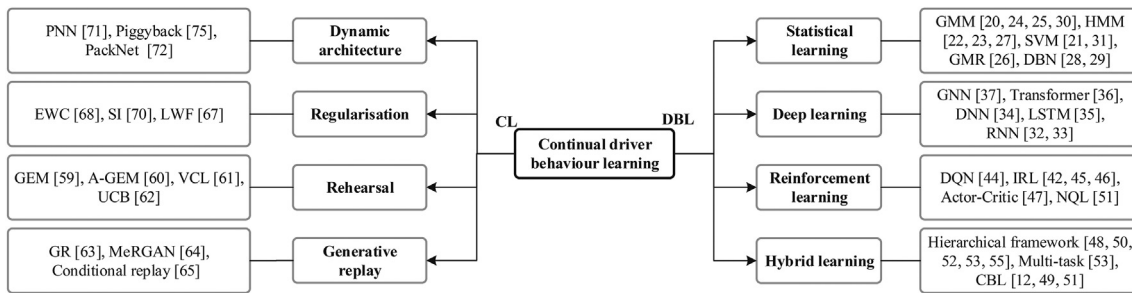 PNN [71], Piggyback [75],
PackNet [72]
Dynamic
architecture
EWC [68], SI [70], LWF [67]
Regularisation
GEM [59], A-GEM [60], VCL [61],
UCB [62]
Rehearsal
GR [63], MeRGAN [64],
Conditional replay [65]
Generative
replay
CL
Continual driver
behaviour learning
DBL
Statistical
learning
GMM [20, 24, 25, 30], HMM
[22, 23, 27], SVM [21, 31],
GMR [26], DBN [28, 29]
Deep learning
GNN [37], Transformer [36],
DNN [34], LSTM [35],
RNN [32, 33]
Reinforcement
learning
DQN [44], IRL [42, 45, 46],
Actor-Critic [47], NQL [51]
Hybrid learning
Hierarchical framework [48, 50,
52, 53, 55], Multi-task [53],
CBL [12, 49, 51]